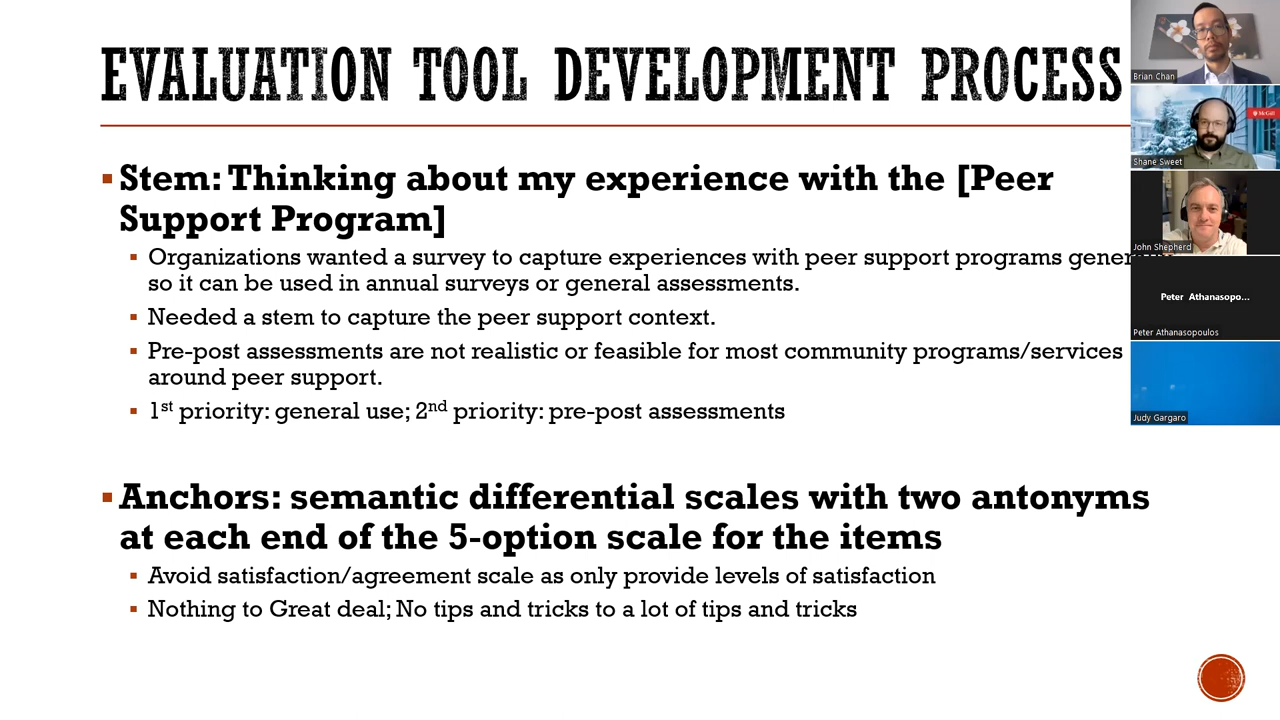 EVALUATION TOOL DEVELOPMENT PROCESS
Stem: Thinking about my experience with the [Peer
Support Program]
Organizations wanted a survey to capture experiences with peer support programs
so it can be used in annual surveys or general assessments.
Needed a stem to capture the peer support context.
Pre-post assessments are not realistic or feasible for most community programs/services
around peer support.
1st priority: general use; 2nd priority: pre-post assessments
Anchors: semantic differential scales with two antonyms
at each end of the 5-option scale for the items
Avoid satisfaction/agreement scale as only provide levels of satisfaction
Nothing to Great deal; No tips and tricks to a lot of tips and tricks
Brian Chan
McGill
Shane Sweet
John Shepherd
Peter Athanasopo...
Peter Athanasopoulos
Judy Gargaro